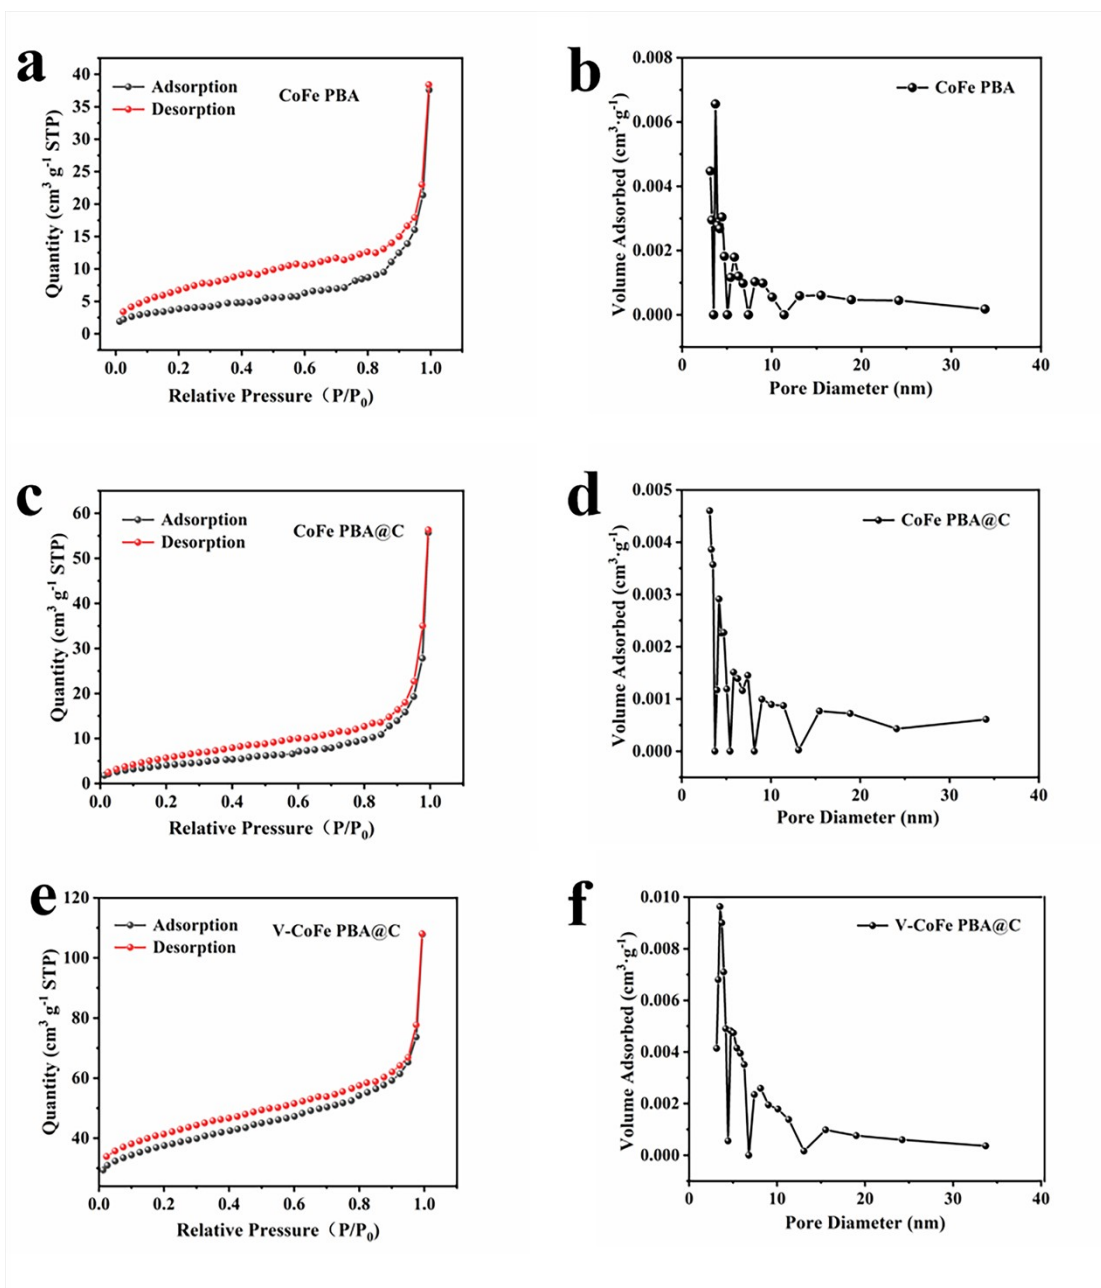 a
Adsorption
Desorption
CoFe PBA
Quantity (cm³ g⁻¹ STP)
40
35
30
25
20
15
10
5
0
0.0 0.2 0.4 0.6 0.8 1.0
Relative Pressure（P/P₀）
b
CoFe PBA
Volume Adsorbed (cm³·g⁻¹)
0.008
0.006
0.004
0.002
0.000
0 10 20 30 40
Pore Diameter (nm)
c
Adsorption
Desorption
CoFe PBA@C
Quantity (cm³ g⁻¹ STP)
60
50
40
30
20
10
0
0.0 0.2 0.4 0.6 0.8 1.0
Relative Pressure（P/P₀)
d
CoFe PBA@C
Volume Adsorbed (cm³·g⁻¹)
0.005
0.004
0.003
0.002
0.001
0.000
0 10 20 30 40
Pore Diameter (nm)
e
Adsorption
Desorption
V-CoFe PBA@C
Quantity (cm³ g⁻¹ STP)
120
100
80
60
40
0.0 0.2 0.4 0.6 0.8 1.0
Relative Pressure（P/P₀)
f
V-CoFe PBA@C
Volume Adsorbed (cm³·g⁻¹)
0.010
0.008
0.006
0.004
0.002
0.000
0 10 20 30 40
Pore Diameter (nm)